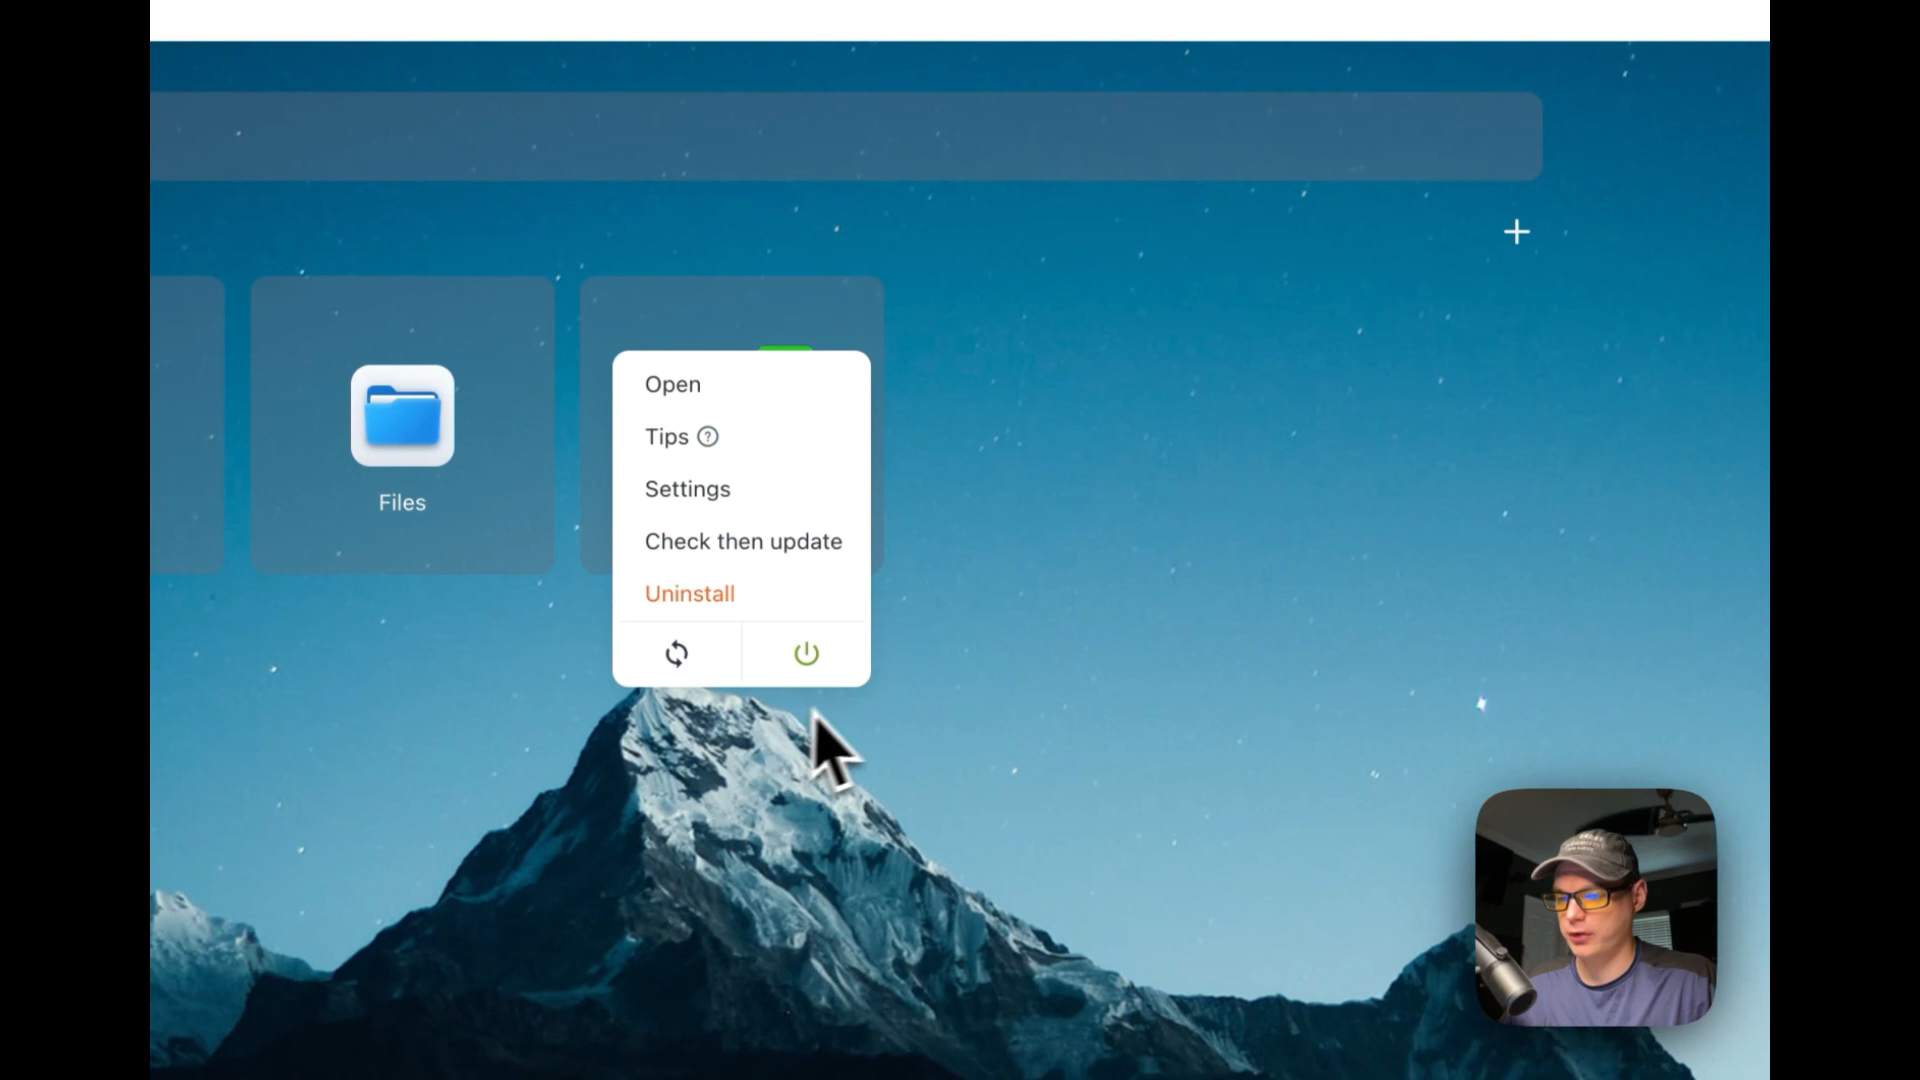 Open
Tips ?
Settings
Files
Check then update
Uninstall